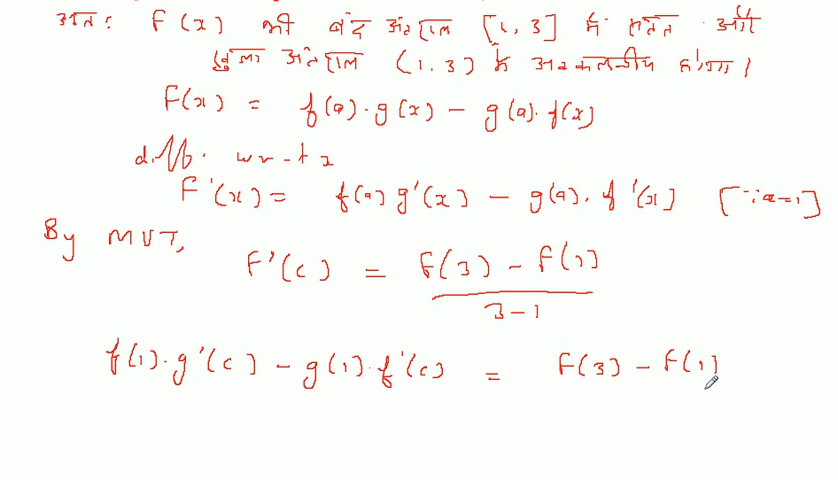 अतः F(x) भी बंद अंतराल [1, 3] में सतत और
खुला अंतराल (1, 3) में अवकलनीय होगा।
F(x) = f(a)·g(x) – g(a)·f(x)
diff. w·r-t x
F'(x) = f(a) g'(x) – g(a)·f'(x) [∵a=1]
By MVT,
F'(c) = F(3) – F(1)
3-1
f(1)·g'(c) – g(1)·f'(c) = F(3) – F(1)